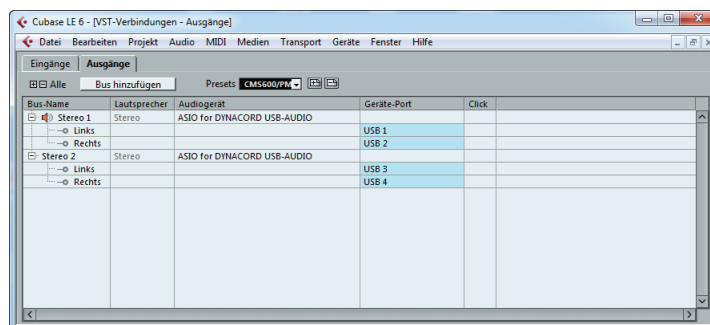 Cubase LE 6 - [VST-Verbindungen - Ausgänge]
Datei Bearbeiten Projekt Audio MIDI Medien Transport Geräte Fenster Hilfe
Eingänge Ausgänge
Alle Bus hinzufügen Presets CMS600/PM
Bus-Name Lautsprecher Audiogerät Geräte-Port Click
Stereo 1 Stereo ASIO for DYNACORD USB-AUDIO
Links USB 1
Rechts USB 2
Stereo 2 Stereo ASIO for DYNACORD USB-AUDIO
Links USB 3
Rechts USB 4